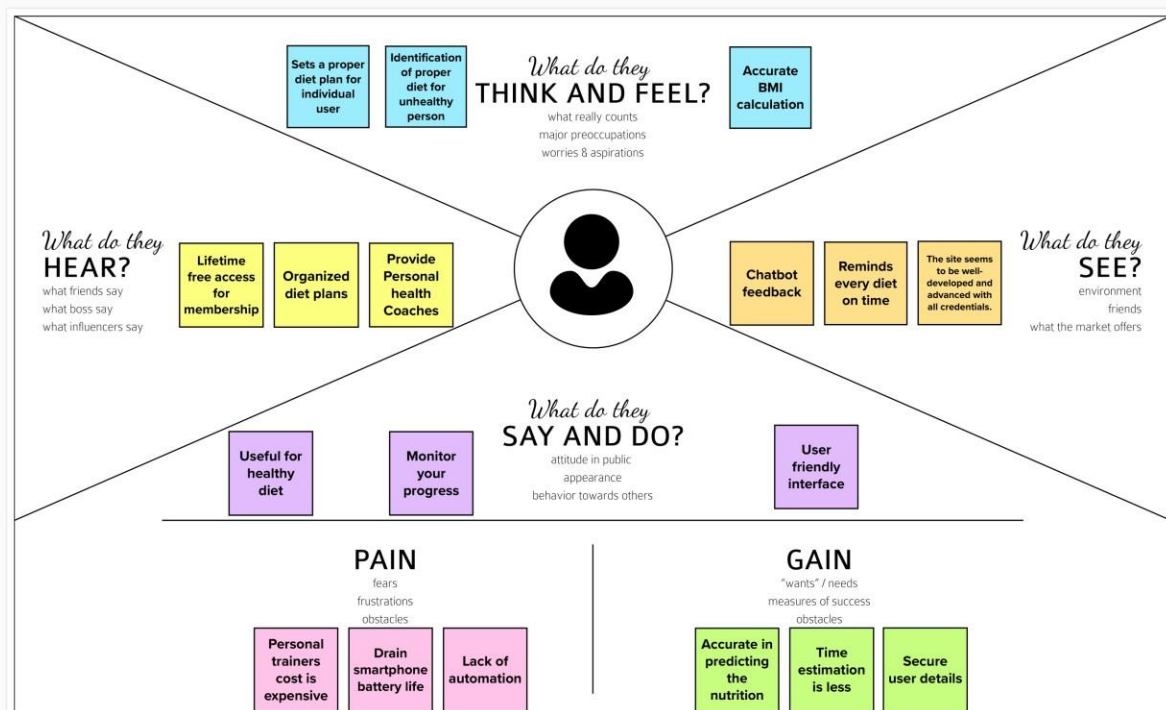 What do they
THINK AND FEEL?
what really counts
major preoccupations
worries & aspirations
Sets a proper
diet plan for
individual
user
Identification
of proper
diet for
unhealthy
person
Accurate
BMI
calculation
What do they
HEAR?
what friends say
what boss say
what influencers say
Lifetime
free access
for
membership
Organized
diet plans
Provide
Personal
health
Coaches
Chatbot
feedback
Reminds
every diet
on time
The site seems
to be well-
developed and
advanced with
all credentials.
What do they
SEE?
environment
friends
what the market offers
What do they
SAY AND DO?
attitude in public
appearance
behavior towards others
Useful for
healthy
diet
Monitor
your
progress
User
friendly
interface
PAIN
fears
frustrations
obstacles
Personal
trainers
cost is
expensive
Drain
smartphone
battery life
Lack of
automation
GAIN
"wants" / needs
measures of success
obstacles
Accurate in
predicting
the
nutrition
Time
estimation
is less
Secure
user details